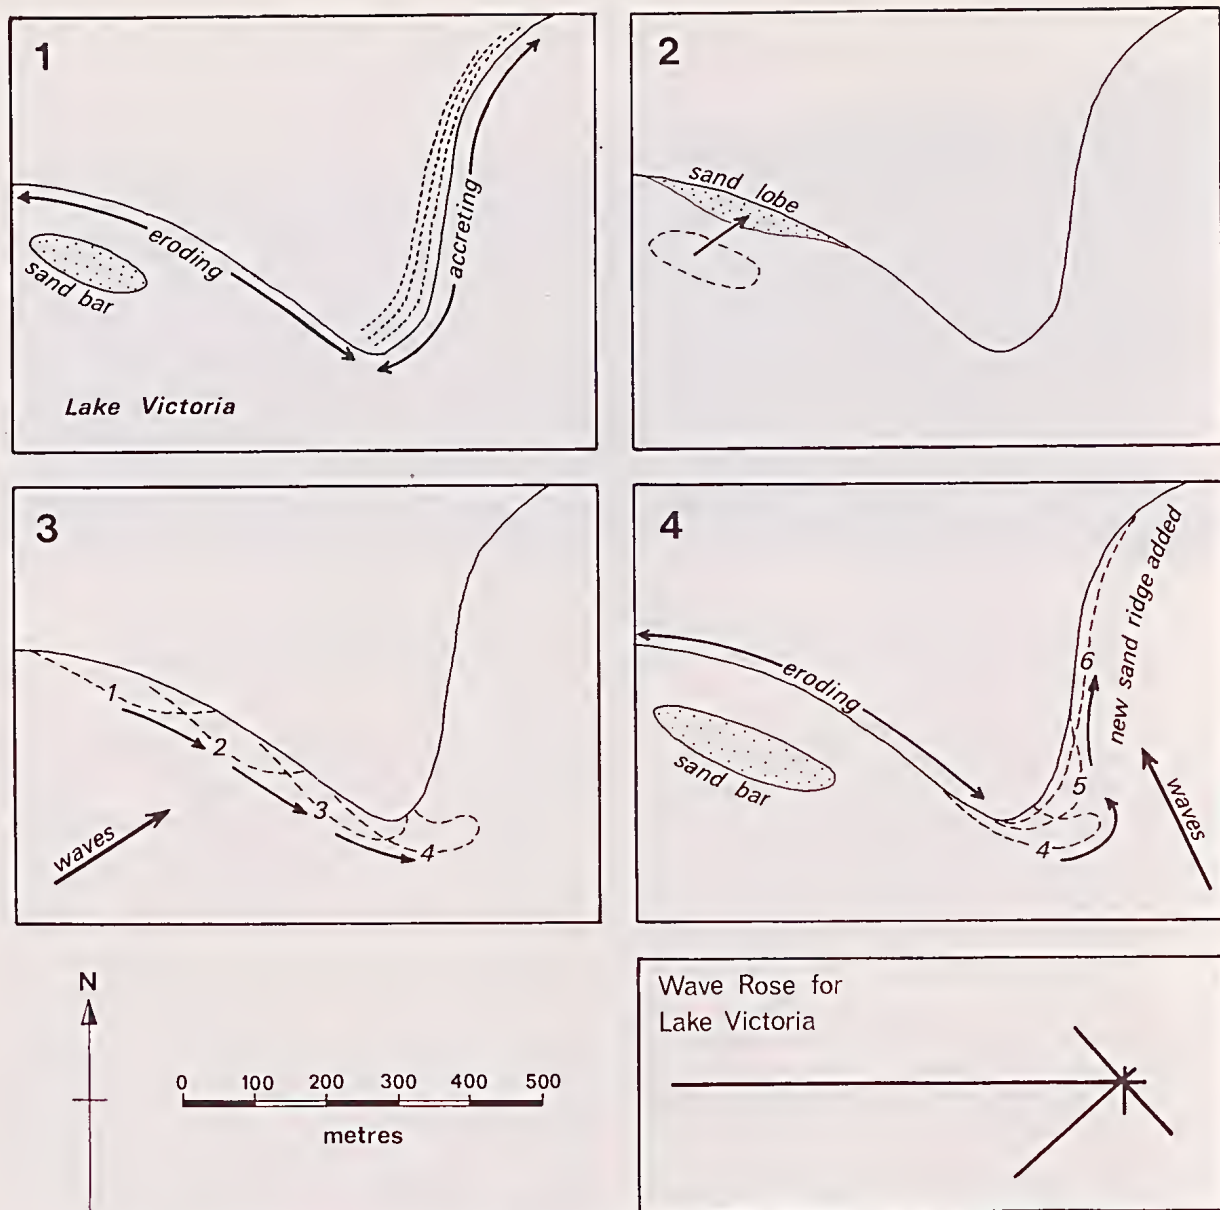 1
eroding
accreting
sand bar
Lake Victoria
2
sand lobe
3
1
2
3
4
waves
4
eroding
sand bar
6
5
4
new sand ridge added
waves
N
0 100 200 300 400 500
metres
Wave Rose for
Lake Victoria